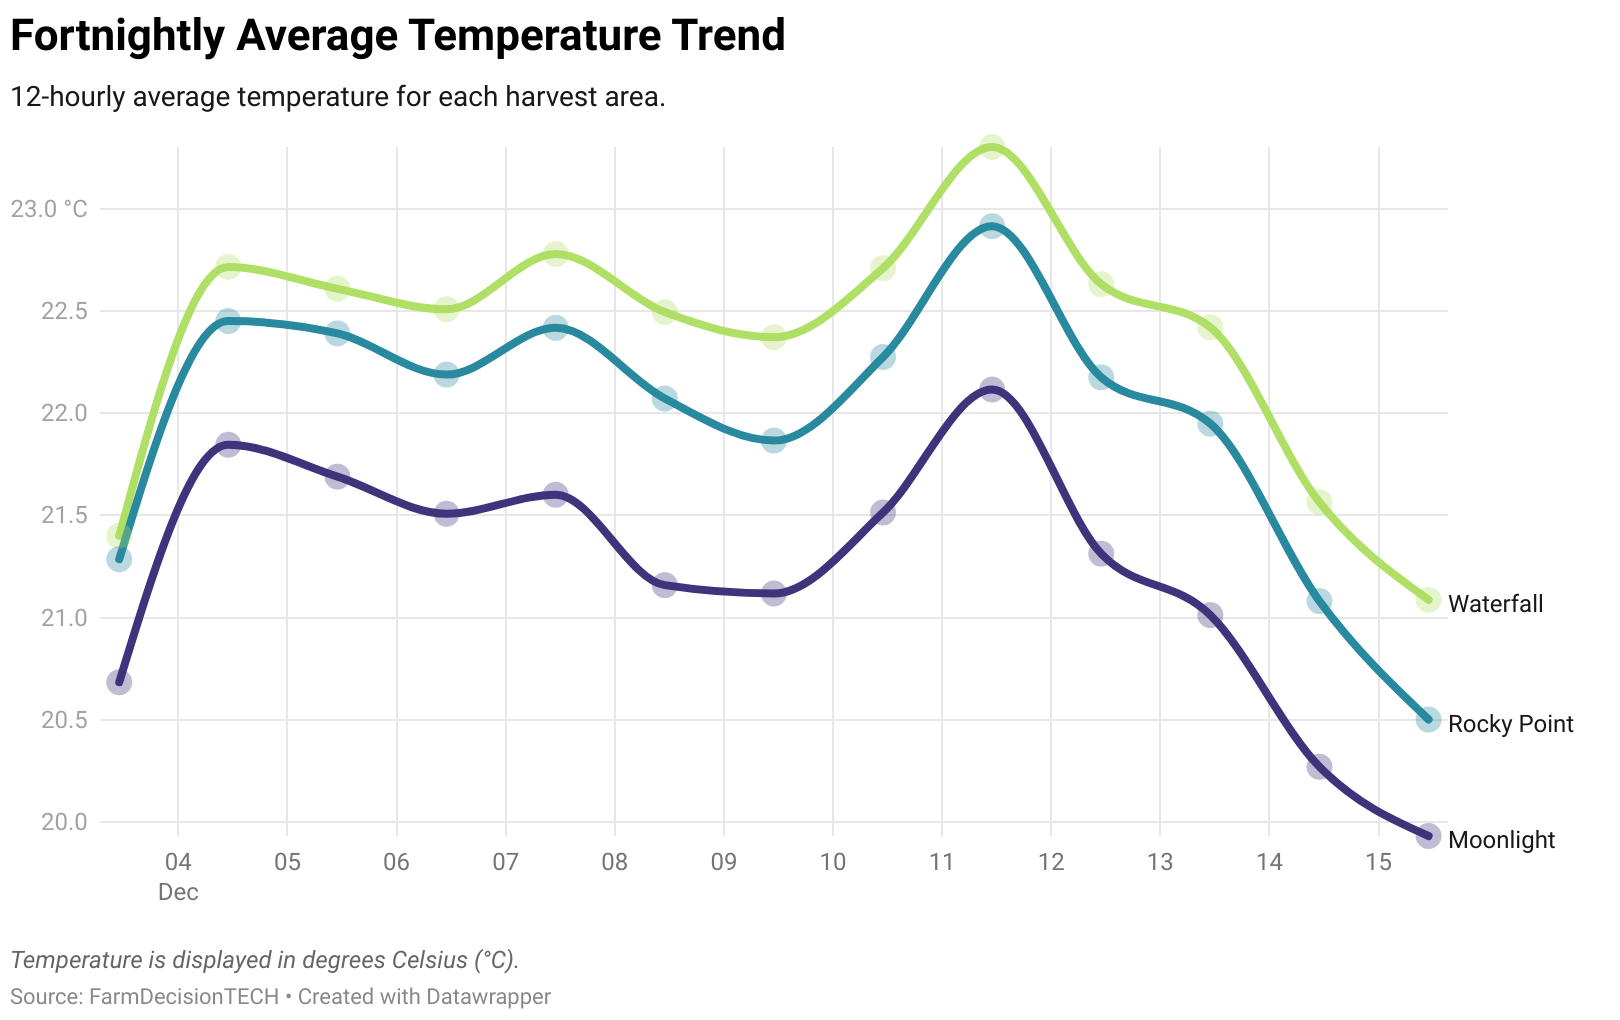 Fortnightly Average Temperature Trend
12-hourly average temperature for each harvest area.
23.0 °C
22.5
22.0
21.5
21.0
20.5
20.0
Waterfall
Rocky Point
Moonlight
04 05 06 07 08 09 10 11 12 13 14 15
Dec
Temperature is displayed in degrees Celsius (°C).
Source: FarmDecisionTECH • Created with Datawrapper